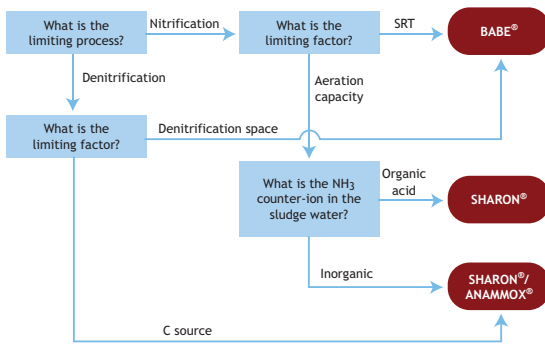 What is the
limiting process?
Nitrification
What is the
limiting factor?
SRT
BABE®
Denitrification
Aeration
capacity
What is the
limiting factor?
Denitrification space
What is the NH3
counter-ion in the
sludge water?
Organic
acid
SHARON®
Inorganic
SHARON®/
ANAMMOX®
C source